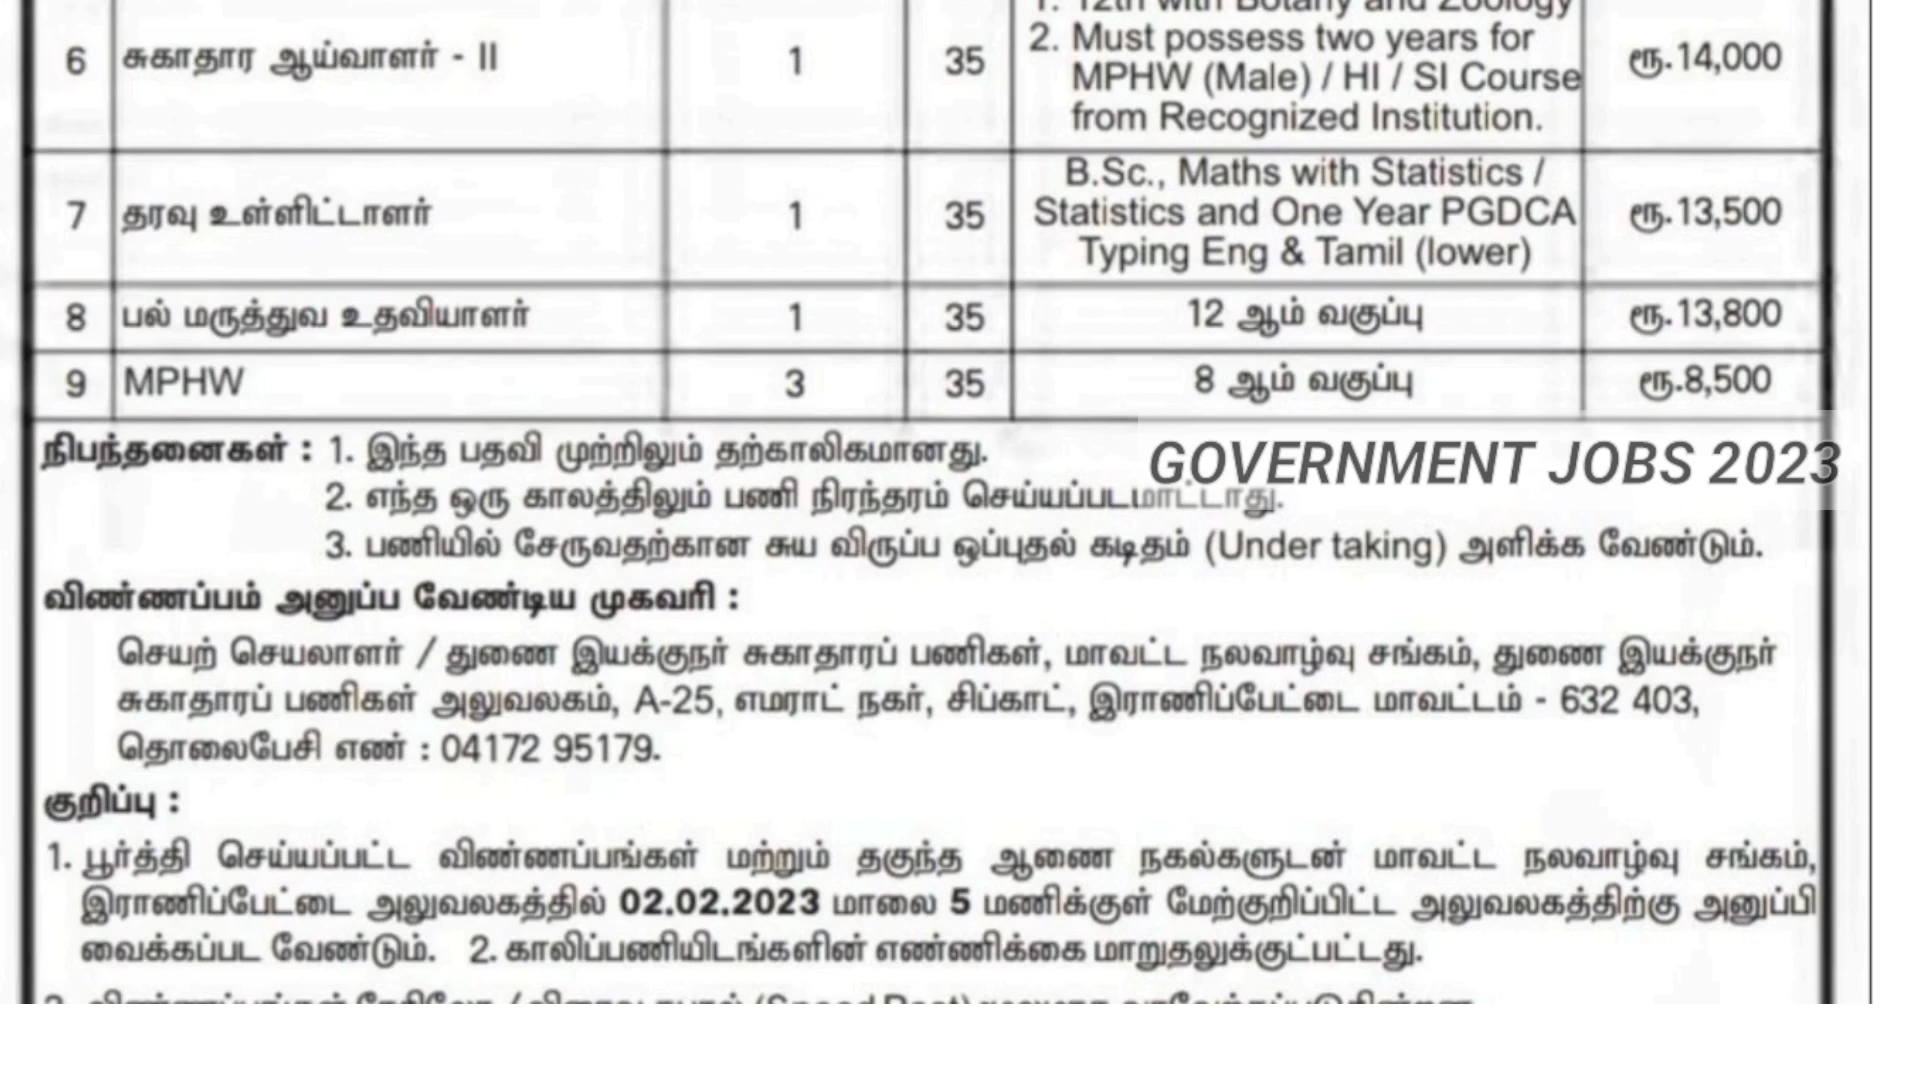 1. 12th with Botany and Zoology
6 சுகாதார ஆய்வாளர் - II 1 35 2. Must possess two years for MPHW (Male) / HI / SI Course from Recognized Institution. ரூ.14,000
7 தரவு உள்ளிட்டாளர் 1 35 B.Sc., Maths with Statistics / Statistics and One Year PGDCA Typing Eng & Tamil (lower) ரூ.13,500
8 பல் மருத்துவ உதவியாளர் 1 35 12 ஆம் வகுப்பு ரூ.13,800
9 MPHW 3 35 8 ஆம் வகுப்பு ரூ.8,500
நிபந்தனைகள் : 1. இந்த பதவி முற்றிலும் தற்காலிகமானது.
GOVERNMENT JOBS 2023
2. எந்த ஒரு காலத்திலும் பணி நிரந்தரம் செய்யப்படமாட்டாது.
3. பணியில் சேருவதற்கான சுய விருப்ப ஒப்புதல் கடிதம் (Under taking) அளிக்க வேண்டும்.
விண்ணப்பம் அனுப்ப வேண்டிய முகவரி :
செயற் செயலாளர் / துணை இயக்குநர் சுகாதாரப் பணிகள், மாவட்ட நலவாழ்வு சங்கம், துணை இயக்குநர்
சுகாதாரப் பணிகள் அலுவலகம், A-25, எமராட் நகர், சிப்காட், இராணிப்பேட்டை மாவட்டம் - 632 403,
தொலைபேசி எண் : 04172 95179.
குறிப்பு :
1. பூர்த்தி செய்யப்பட்ட விண்ணப்பங்கள் மற்றும் தகுந்த ஆணை நகல்களுடன் மாவட்ட நலவாழ்வு சங்கம்,
இராணிப்பேட்டை அலுவலகத்தில் 02.02.2023 மாலை 5 மணிக்குள் மேற்குறிப்பிட்ட அலுவலகத்திற்கு அனுப்பி
வைக்கப்பட வேண்டும். 2. காலிப்பணியிடங்களின் எண்ணிக்கை மாறுதலுக்குட்பட்டது.